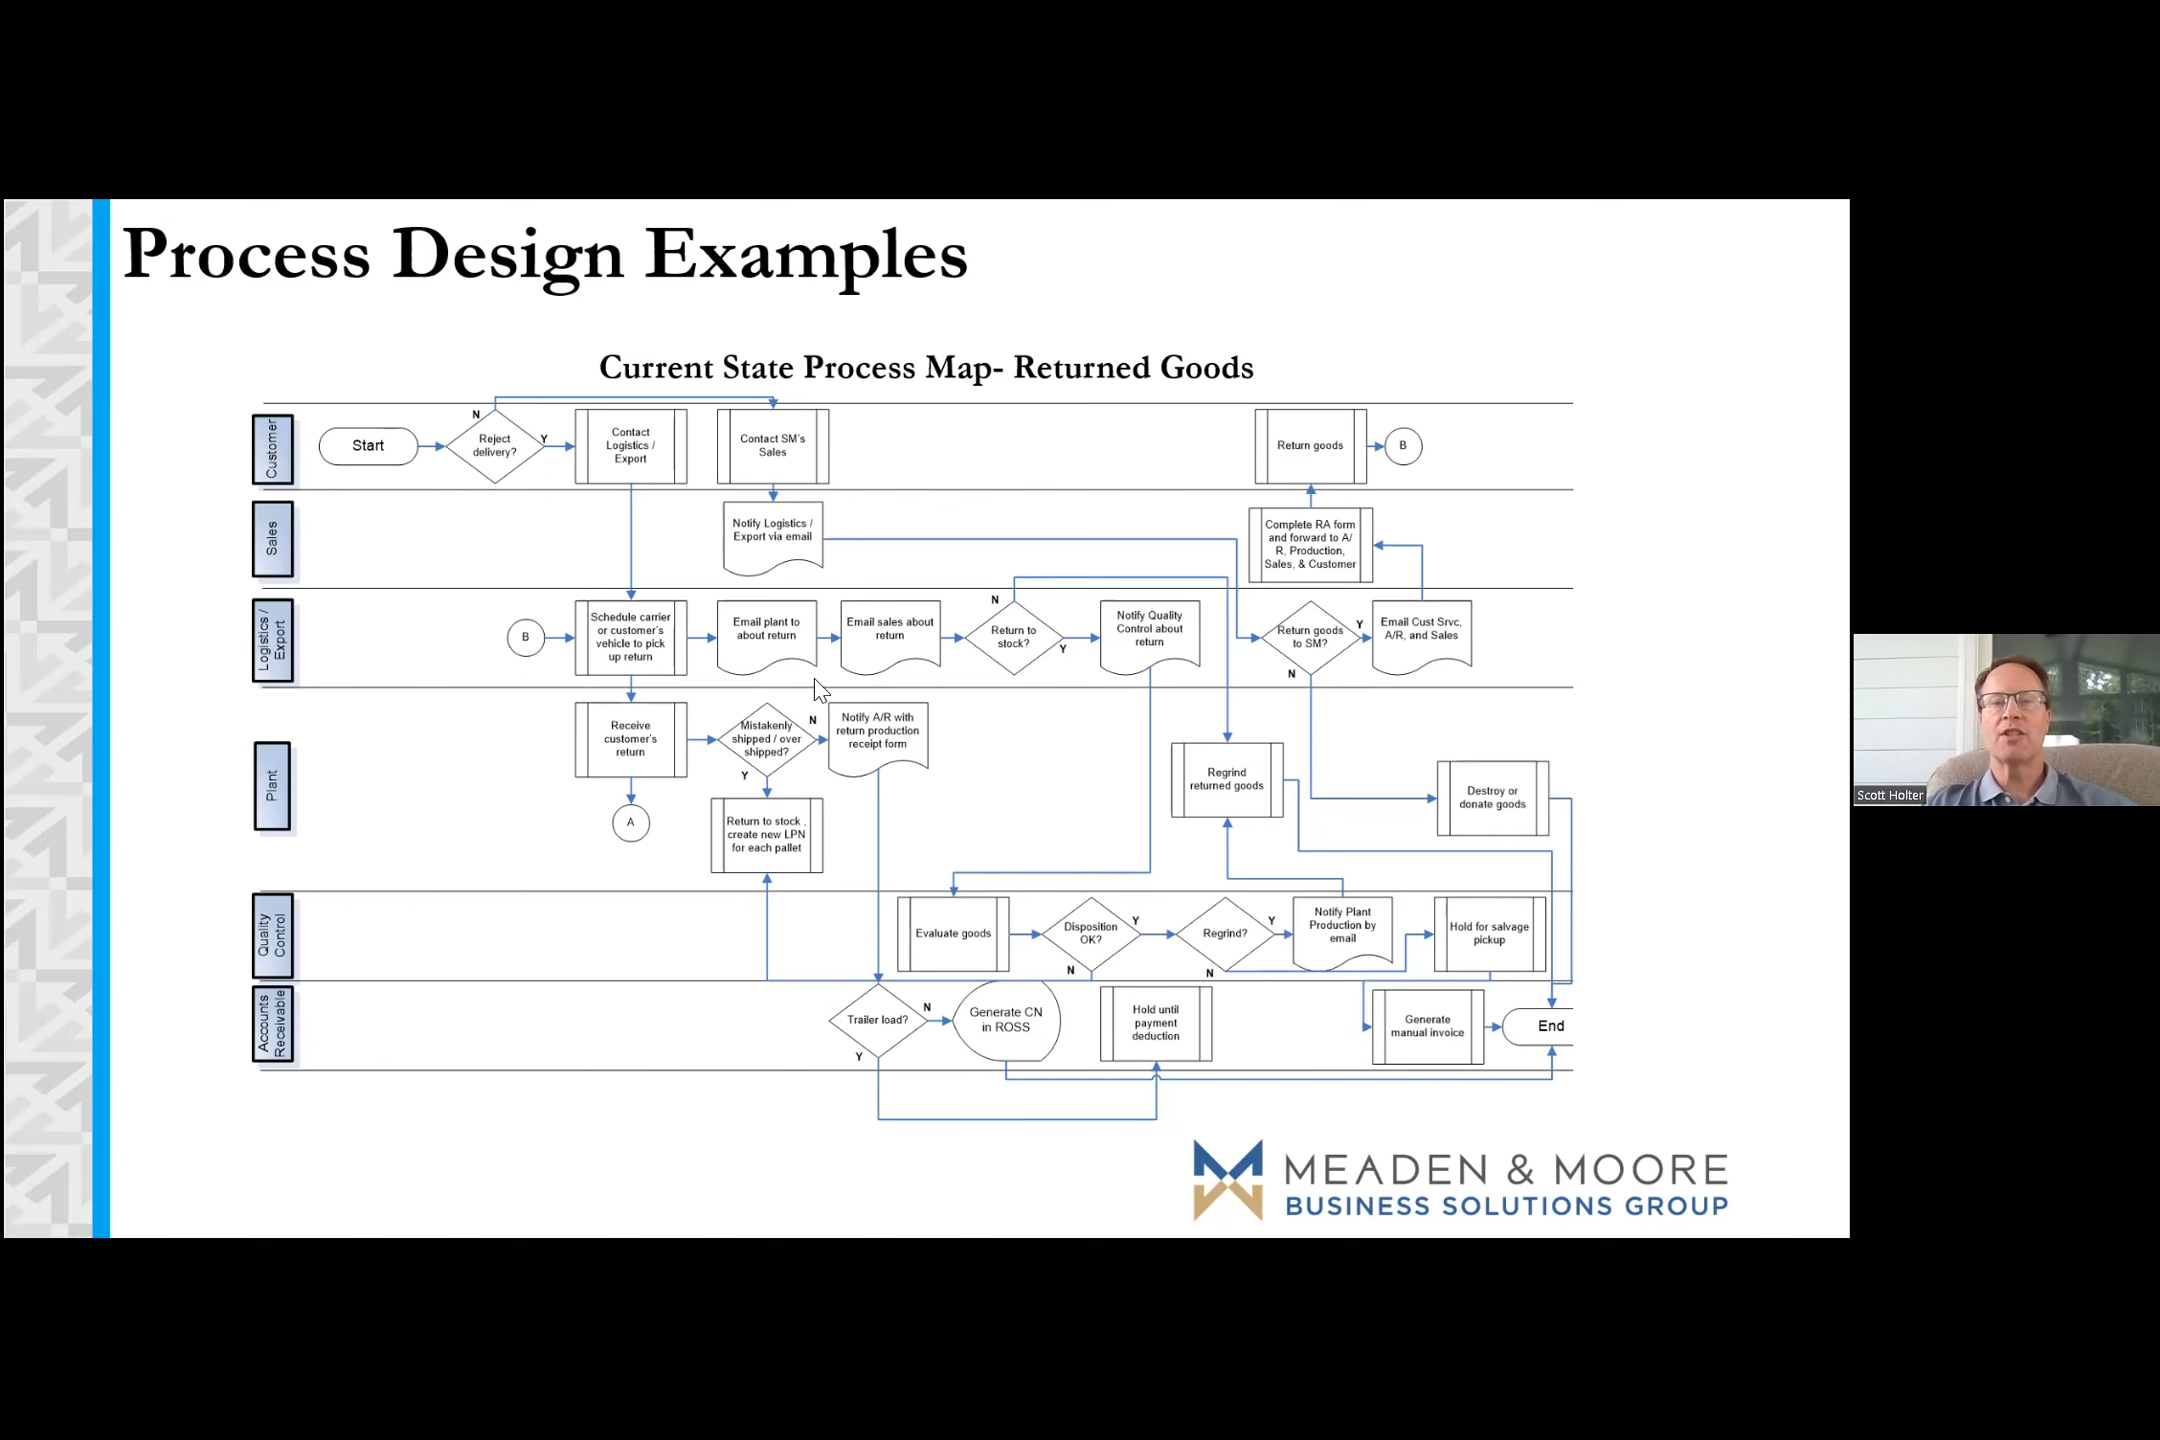 Process Design Examples
Current State Process Map- Returned Goods
Customer
Start
Reject
delivery?
N
Y
Contact
Logistics /
Export
Contact SM's
Sales
Return goods
B
Sales
Notify Logistics /
Export via email
Complete RA form
and forward to A/
R, Production,
Sales, & Customer
Logistics /
Export
B
Schedule carrier
or customer's
vehicle to pick
up return
Email plant to
about return
Email sales about
return
N
Return to
stock?
Y
Notify Quality
Control about
return
Return goods
to SM?
Y
N
Email Cust Srvc,
A/R, and Sales
Plant
Receive
customer's
return
A
Mistakenly
shipped / over
shipped?
N
Y
Notify A/R with
return production
receipt form
Return to stock ,
create new LPN
for each pallet
Regrind
returned goods
Destroy or
donate goods
Quality
Control
Evaluate goods
Disposition
OK?
Y
N
Regrind?
Y
N
Notify Plant
Production by
email
Hold for salvage
pickup
Accounts
Receivable
Trailer load?
N
Y
Generate CN
in ROSS
Hold until
payment
deduction
Generate
manual invoice
End
MEADEN & MOORE
BUSINESS SOLUTIONS GROUP
Scott Holter